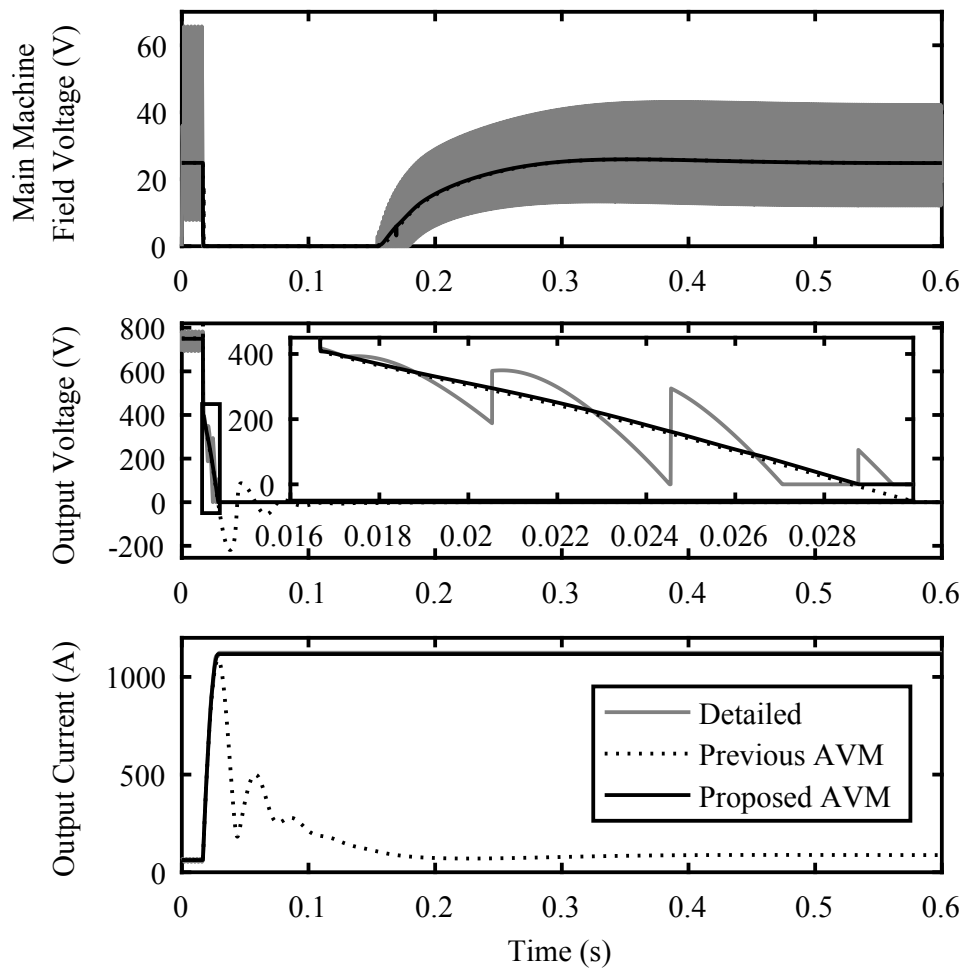 Main Machine
Field Voltage (V)
60
40
20
0
0 0.1 0.2 0.3 0.4 0.5 0.6
Output Voltage (V)
800
600
400
200
0
-200
400
200
0
0.016 0.018 0.02 0.022 0.024 0.026 0.028
0 0.1 0.2 0.3 0.4 0.5 0.6
Output Current (A)
1000
500
0
Detailed
Previous AVM
Proposed AVM
0 0.1 0.2 0.3 0.4 0.5 0.6
Time (s)